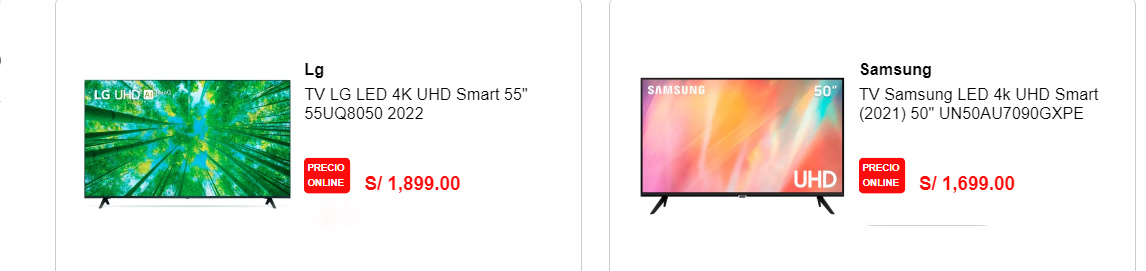 Lg
TV LG LED 4K UHD Smart 55"
55UQ8050 2022
LG UHD AI
PRECIO
ONLINE
S/ 1,899.00
Samsung
TV Samsung LED 4k UHD Smart
(2021) 50" UN50AU7090GXPE
SAMSUNG
50"
UHD
PRECIO
ONLINE
S/ 1,699.00